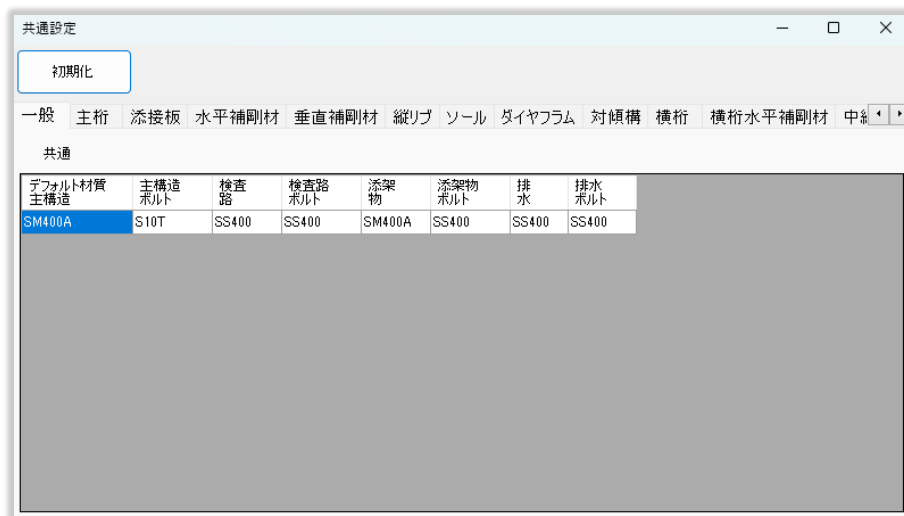 共通設定
初期化
一般 主桁 添接板 水平補剛材 垂直補剛材 縦リブ ソール ダイヤフラム 対傾構 横桁 横桁水平補剛材
共通
デフォルト材質 主構造 検査 検査路 添架 添架物 排 排水
主構造 ボルト 路 ボルト 物 ボルト 水 ボルト
SM400A S10T SS400 SS400 SM400A SS400 SS400 SS400